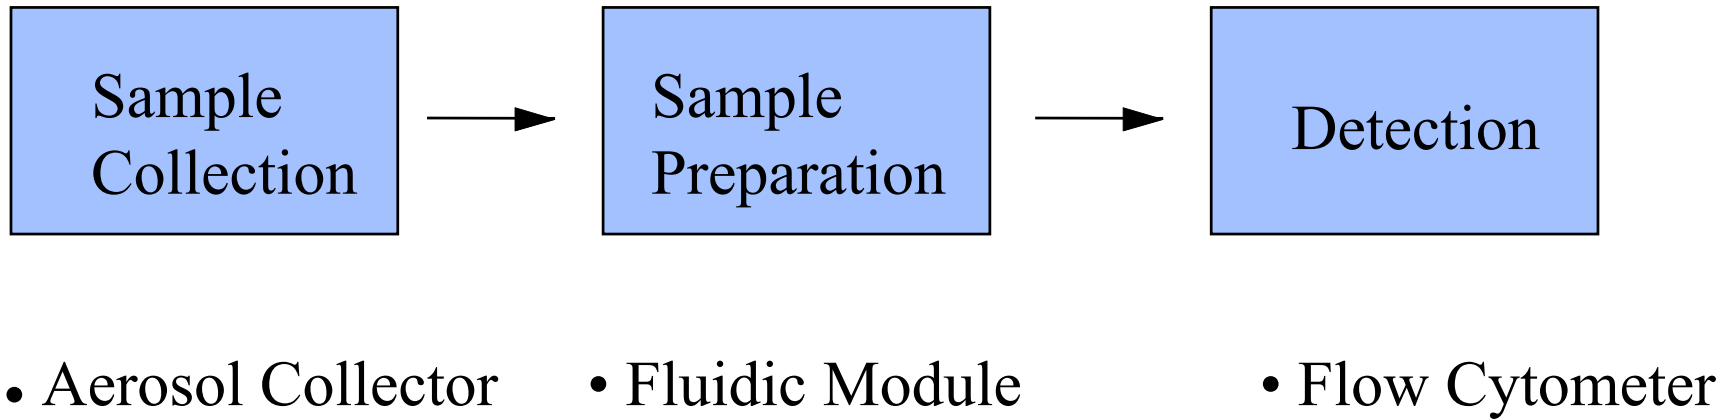 Sample
Collection
Sample
Preparation
Detection
• Aerosol Collector
• Fluidic Module
• Flow Cytometer